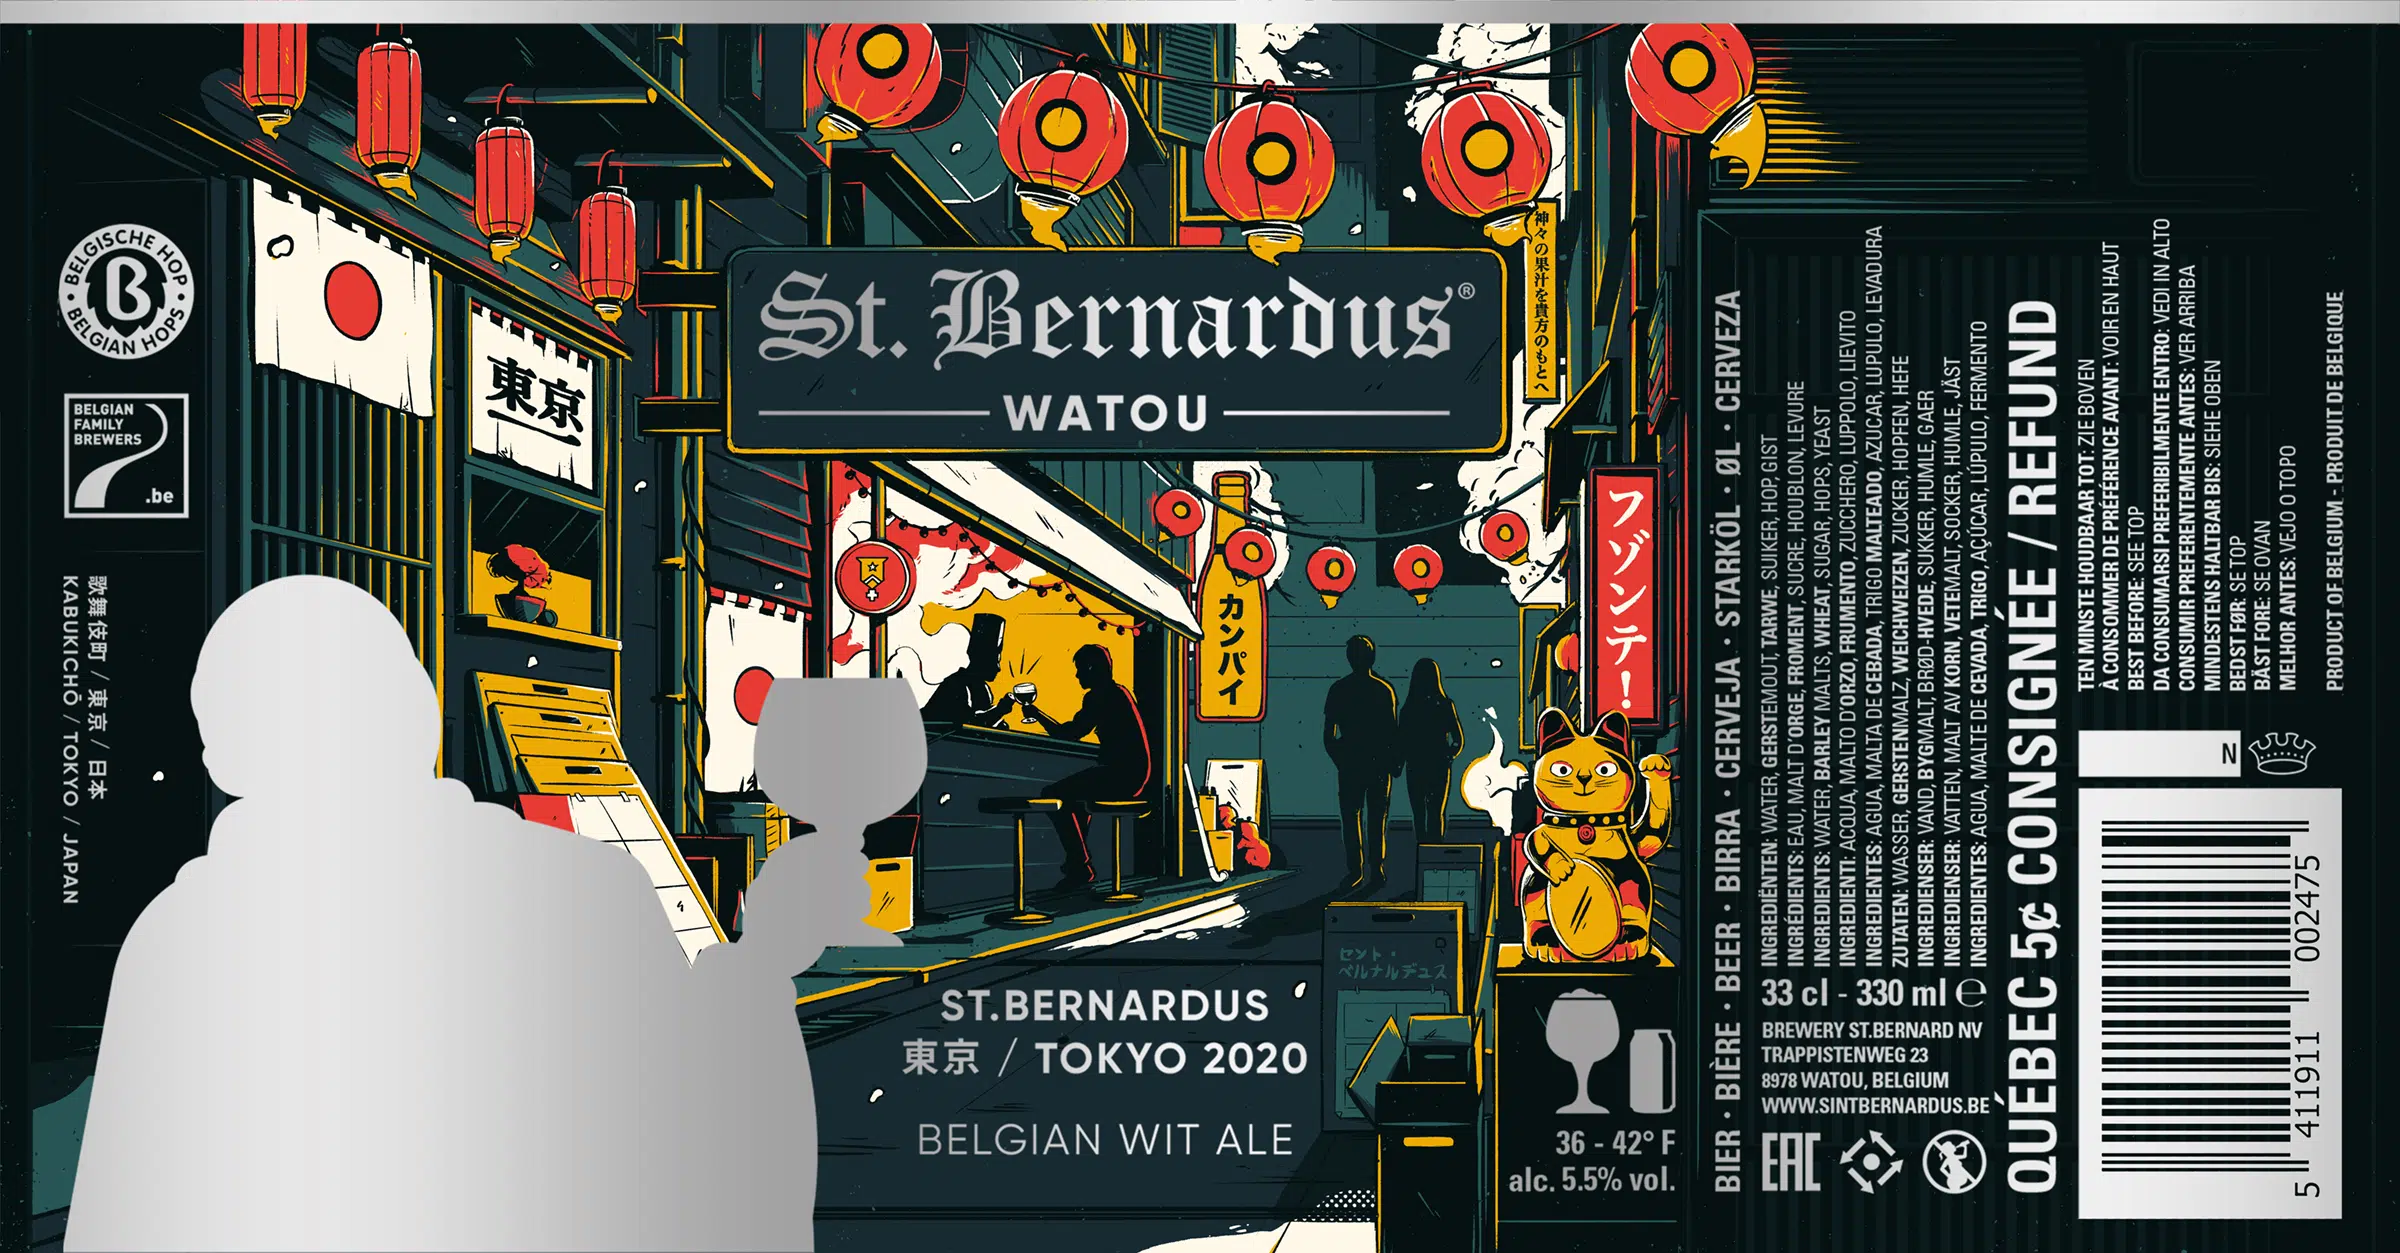 BELGISCHE HOP
BELGIAN HOPS
BELGIAN
FAMILY
BREWERS
.be
歌舞伎町 / 東京 / 日本
KABUKICHŌ / TOKYO / JAPAN
東京
St. Bernardus®
WATOU
神々の果汁を貴方のもとへ
カンパイ
フゾンテ!
セント・
ベルナルデュス
ST.BERNARDUS
東京 / TOKYO 2020
BELGIAN WIT ALE
36 - 42° F
alc. 5.5% vol.
BIER · BIÈRE · BEER · BIRRA · CERVEJA · STARKÖL · ØL · CERVEZA
INGREDIËNTEN: WATER, GERSTEMOUT, TARWE, SUIKER, HOP, GIST
INGRÉDIENTS: EAU, MALT D'ORGE, FROMENT, SUCRE, HOUBLON, LEVURE
INGREDIENTS: WATER, BARLEY MALTS, WHEAT, SUGAR, HOPS, YEAST
INGREDIENTI: ACQUA, MALTO D'ORZO, FRUMENTO, ZUCCHERO, LUPPOLO, LIEVITO
INGREDIENTES: AGUA, MALTA DE CEBADA, TRIGO MALTEADO, AZUCAR, LUPULO, LEVADURA
ZUTATEN: WASSER, GERSTENMALZ, WEICHWEIZEN, ZUCKER, HOPFEN, HEFE
INGREDIENSER: VAND, BYGMALT, BRØD-HVEDE, SUKKER, HUMLE, GAER
INGREDIENSER: VATTEN, MALT AV KORN, VETEMALT, SOCKER, HUMLE, JÄST
INGREDIENTES: AGUA, MALTE DE CEVADA, TRIGO, AÇÚCAR, LÚPULO, FERMENTO
33 cl - 330 ml ℮
BREWERY ST.BERNARD NV
TRAPPISTENWEG 23
8978 WATOU, BELGIUM
WWW.SINTBERNARDUS.BE
EAC
QUÉBEC 5¢ CONSIGNÉE / REFUND
TEN MINSTE HOUDBAAR TOT: ZIE BOVEN
À CONSOMMER DE PRÉFÉRENCE AVANT: VOIR EN HAUT
BEST BEFORE: SEE TOP
DA CONSUMARSI PREFERIBILMENTE ENTRO: VEDI IN ALTO
CONSUMIR PREFERENTEMENTE ANTES: VER ARRIBA
MINDESTENS HALTBAR BIS: SIEHE OBEN
BEDST FØR: SE TOP
BÄST FORE: SE OVAN
MELHOR ANTES: VEJO O TOPO
PRODUCT OF BELGIUM - PRODUIT DE BELGIQUE
N
5 411911 002475